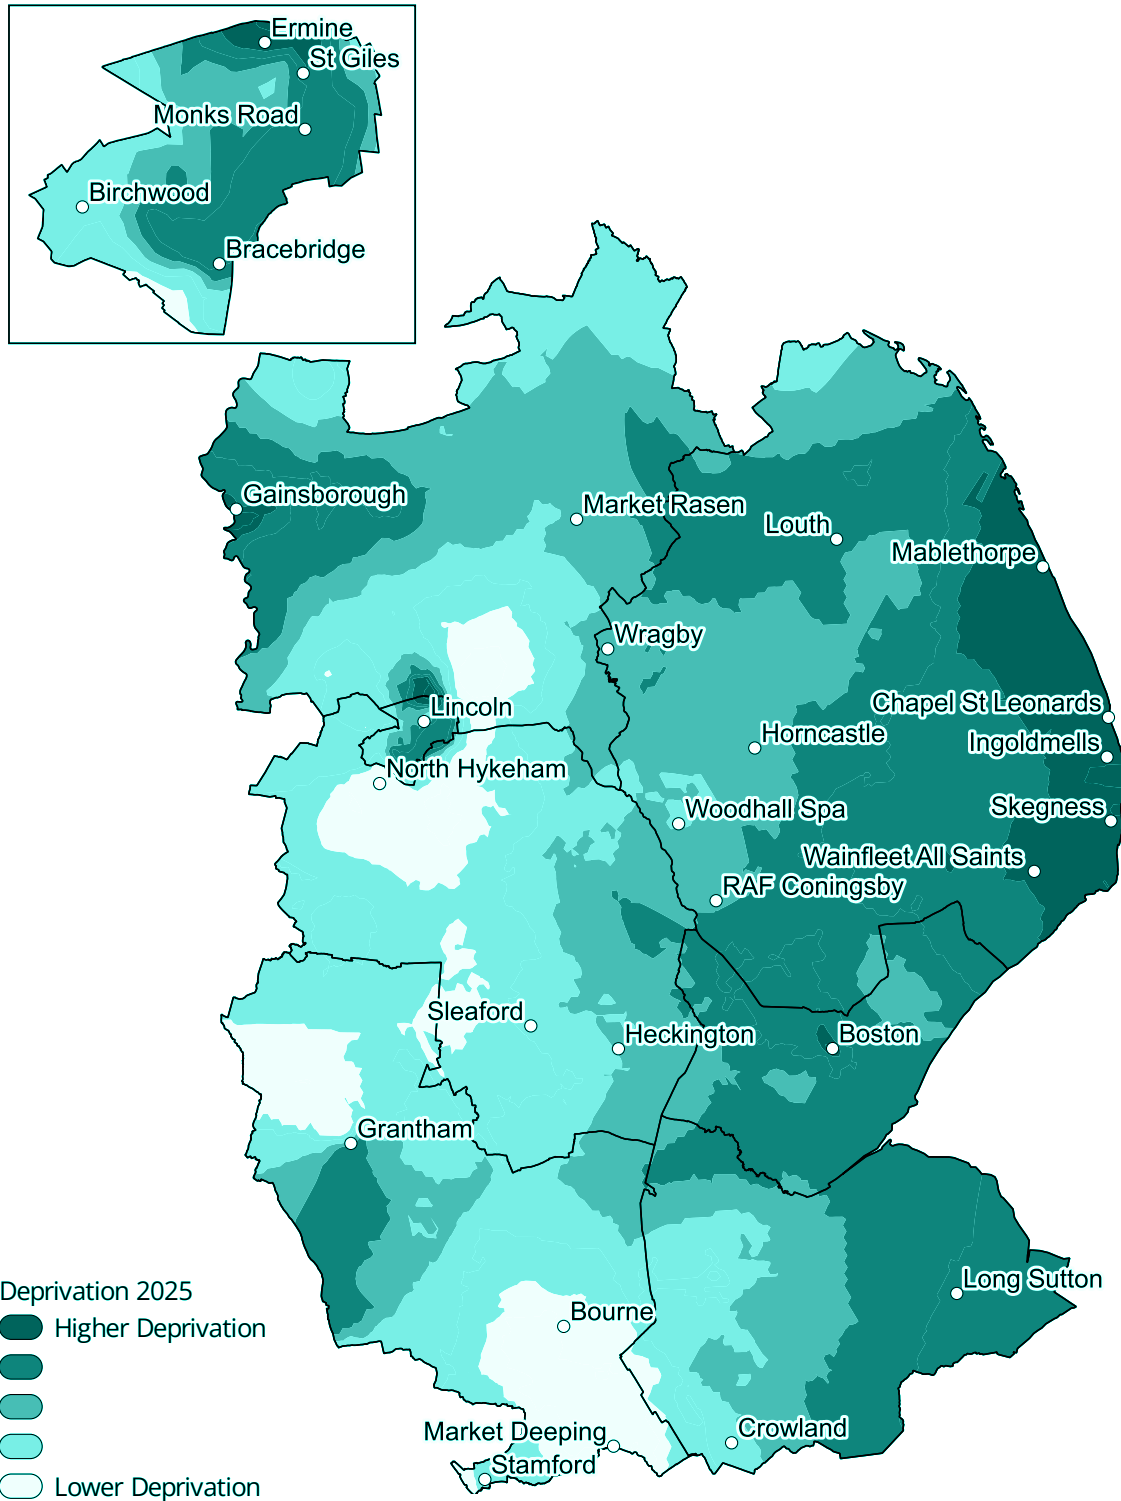 Ermine
St Giles
Monks Road
Birchwood
Bracebridge
Gainsborough
Market Rasen
Louth
Mablethorpe
Wragby
Chapel St Leonards
Lincoln
Horncastle
Ingoldmells
North Hykeham
Woodhall Spa
Skegness
Wainfleet All Saints
RAF Coningsby
Sleaford
Heckington
Boston
Grantham
Long Sutton
Bourne
Market Deeping
Crowland
Stamford
Deprivation 2025
Higher Deprivation
Lower Deprivation